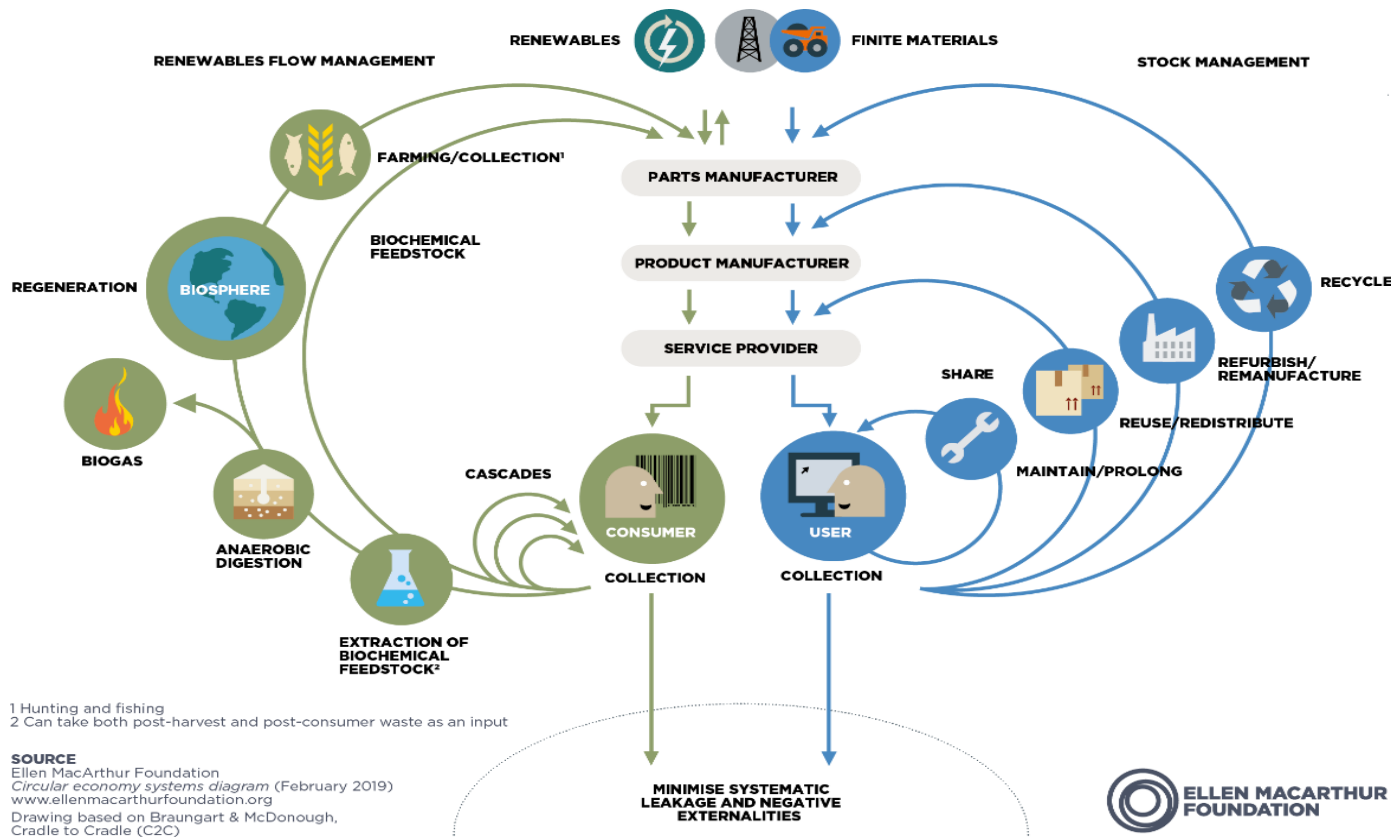 RENEWABLES
FINITE MATERIALS
RENEWABLES FLOW MANAGEMENT
STOCK MANAGEMENT
FARMING/COLLECTION¹
PARTS MANUFACTURER
BIOCHEMICAL
FEEDSTOCK
PRODUCT MANUFACTURER
REGENERATION
BIOSPHERE
RECYCLE
SERVICE PROVIDER
SHARE
REFURBISH/
REMANUFACTURE
REUSE/REDISTRIBUTE
BIOGAS
CASCADES
MAINTAIN/PROLONG
CONSUMER
USER
ANAEROBIC
DIGESTION
COLLECTION
COLLECTION
EXTRACTION OF
BIOCHEMICAL
FEEDSTOCK²
1 Hunting and fishing
2 Can take both post-harvest and post-consumer waste as an input
SOURCE
Ellen MacArthur Foundation
Circular economy systems diagram (February 2019)
www.ellenmacarthurfoundation.org
Drawing based on Braungart & McDonough,
Cradle to Cradle (C2C)
MINIMISE SYSTEMATIC
LEAKAGE AND NEGATIVE
EXTERNALITIES
ELLEN MACARTHUR
FOUNDATION